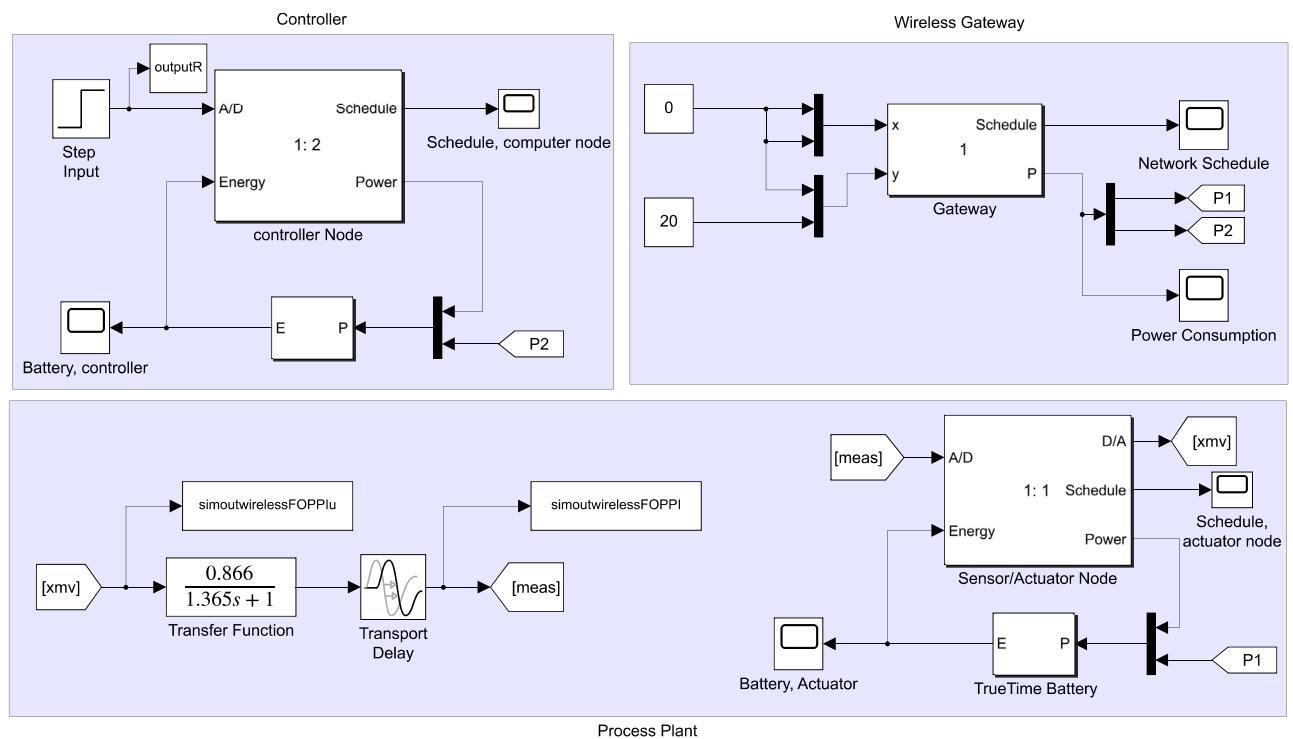 Controller
outputR
Step
Input
A/D
Schedule
1: 2
Energy
Power
controller Node
Schedule, computer node
Battery, controller
E
P
P2
Wireless Gateway
0
20
x
y
Schedule
1
P
Gateway
Network Schedule
P1
P2
Power Consumption
simoutwirelessFOPPIu
simoutwirelessFOPPI
[xmv]
0.866
1.365s + 1
Transfer Function
Transport
Delay
[meas]
[meas]
A/D
D/A
1: 1
Schedule
Energy
Power
Sensor/Actuator Node
[xmv]
Schedule,
actuator node
Battery, Actuator
E
P
TrueTime Battery
P1
Process Plant